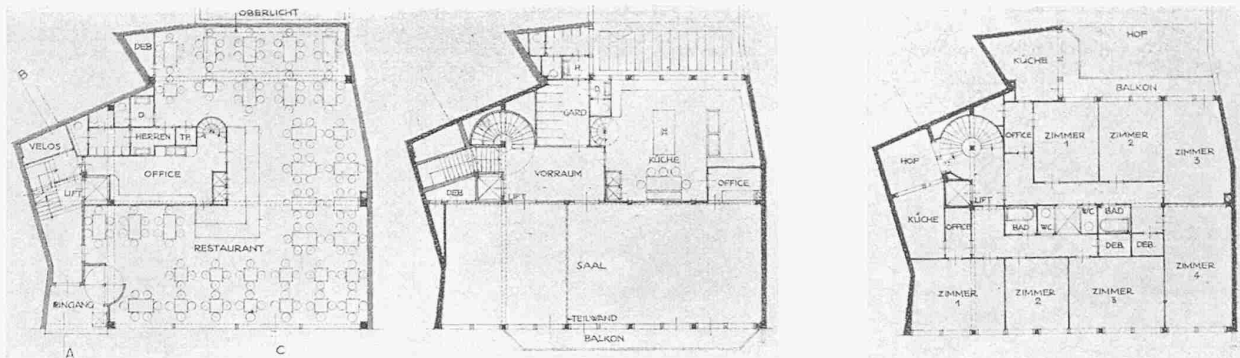 OBERLICHT
DEB
B
VELOS
HERREN
TP.
OFFICE
LIFT
RESTAURANT
EINGANG
A
C
H
GARD
KÜCHE
VORRAUM
DEB
LIFT
OFFICE
SAAL
TEILWAND
BALKON
HOF
KÜCHE
BALKON
OFFICE
ZIMMER
1
ZIMMER
2
ZIMMER
3
HOF
LIFT
KÜCHE
OFFICE
BAD
WC
WC
BAD
DEB.
DEB.
ZIMMER
4
ZIMMER
1
ZIMMER
2
ZIMMER
3